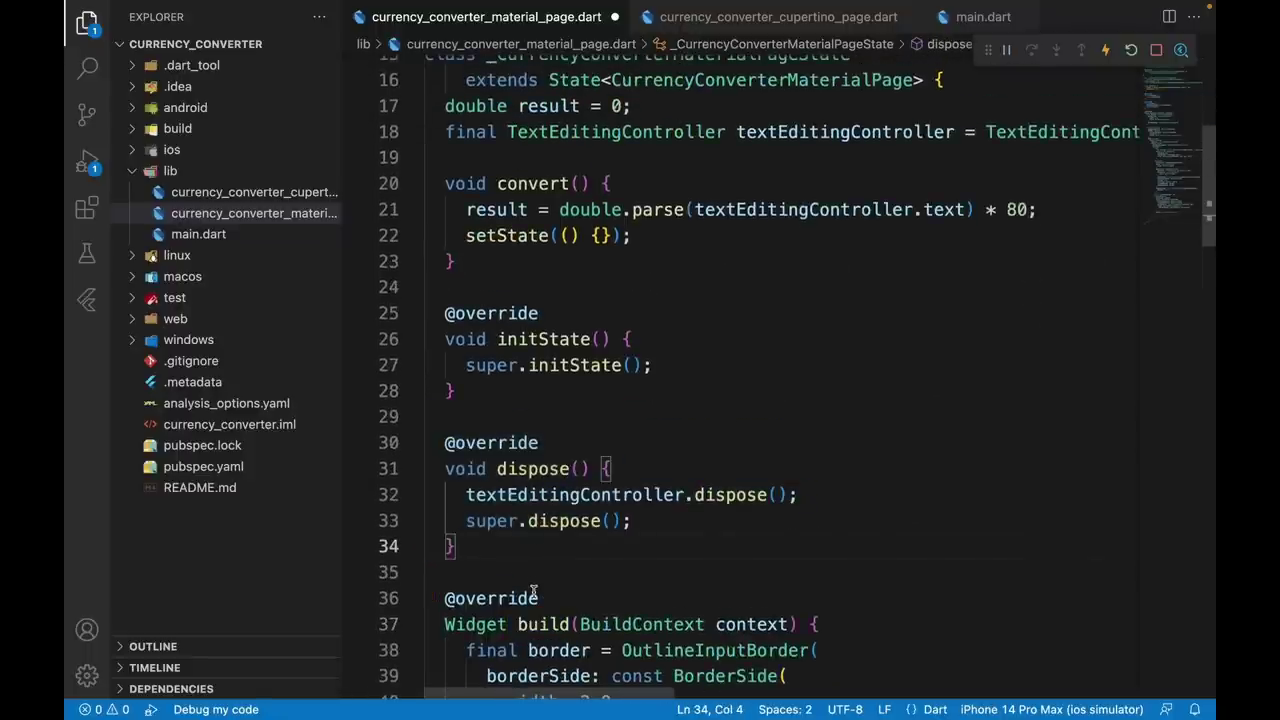 EXPLORER
currency_converter_material_page.dart
currency_converter_cupertino_page.dart
main.dart
CURRENCY_CONVERTER
lib > currency_converter_material_page.dart > _CurrencyConverterMaterialPageState > dispose
.dart_tool
.idea
android
build
ios
lib
currency_converter_cupert...
currency_converter_materi...
main.dart
linux
macos
test
web
windows
.gitignore
.metadata
analysis_options.yaml
currency_converter.iml
pubspec.lock
pubspec.yaml
README.md
OUTLINE
TIMELINE
DEPENDENCIES
1
1
15 class _CurrencyConverterMaterialPageState
16 extends State<CurrencyConverterMaterialPage> {
17 double result = 0;
18 final TextEditingController textEditingController = TextEditingCont
19
20 void convert() {
21 result = double.parse(textEditingController.text) * 80;
22 setState(() {});
23 }
24
25 @override
26 void initState() {
27 super.initState();
28 }
29
30 @override
31 void dispose() {
32 textEditingController.dispose();
33 super.dispose();
34 }
35
36 @override
37 Widget build(BuildContext context) {
38 final border = OutlineInputBorder(
39 borderSide: const BorderSide(
0 0 Debug my code Ln 34, Col 4 Spaces: 2 UTF-8 LF {} Dart iPhone 14 Pro Max (ios simulator)